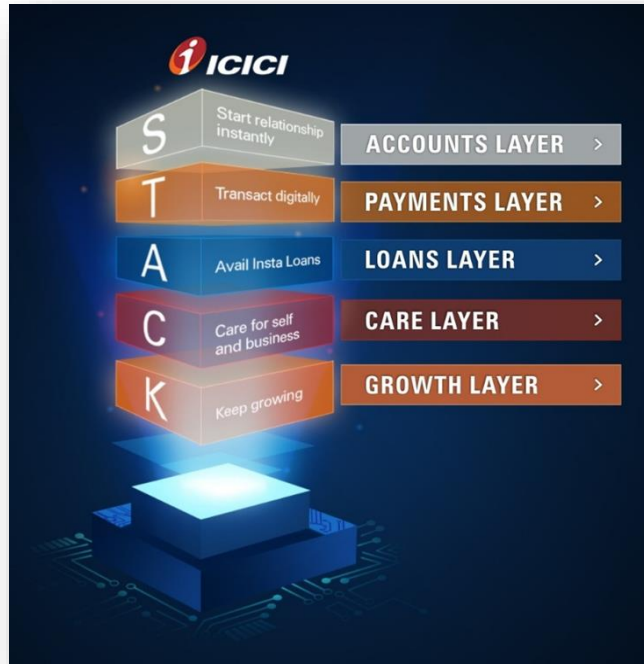 i ICICI
S
Start relationship
instantly
ACCOUNTS LAYER >
T
Transact digitally
PAYMENTS LAYER >
A
Avail Insta Loans
LOANS LAYER >
C
Care for self
and business
CARE LAYER >
K
Keep growing
GROWTH LAYER >